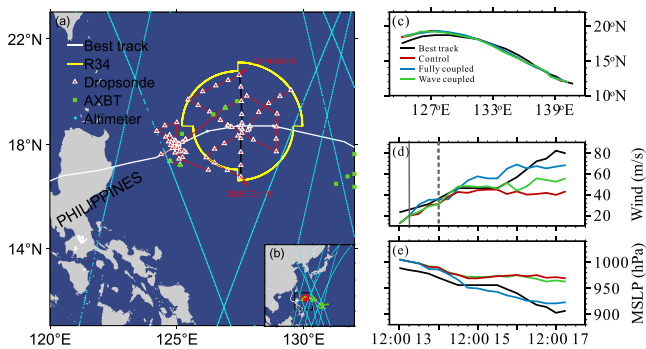 (a)
23°N
18°N
14°N
120°E
125°E
130°E
Best track
R34
Dropsonde
AXBT
Altimeter
PHILIPPINES
(b)
(c)
20°N
15°N
10°N
127°E
133°E
139°E
Best track
Control
Fully coupled
Wave coupled
(d)
80
60
40
20
Wind (m/s)
(e)
1000
950
900
MSLP (hPa)
12:00 13
12:00 15
12:00 17